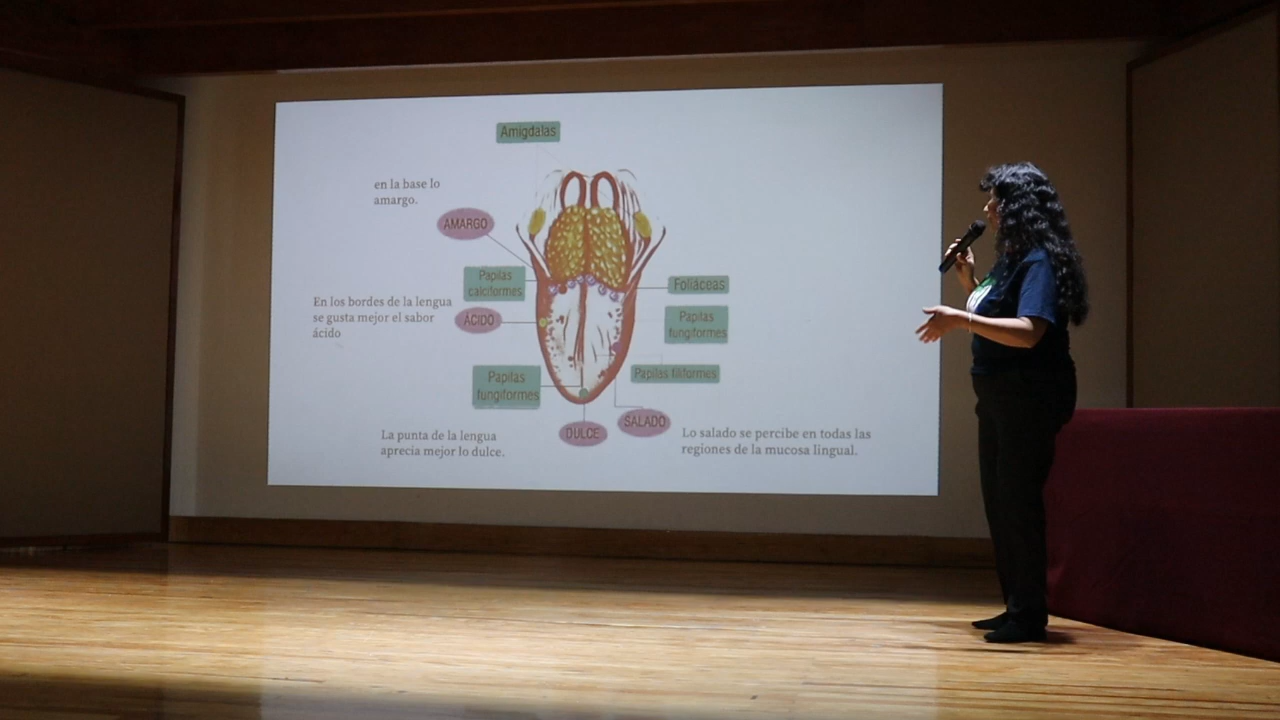 Amigdalas
en la base lo
amargo.
AMARGO
Papilas
caliciformes
Foliáceas
En los bordes de la lengua
se gusta mejor el sabor
ácido
ÁCIDO
Papilas
fungiformes
Papilas filiformes
Papilas
fungiformes
DULCE
SALADO
La punta de la lengua
aprecia mejor lo dulce.
Lo salado se percibe en todas las
regiones de la mucosa lingual.